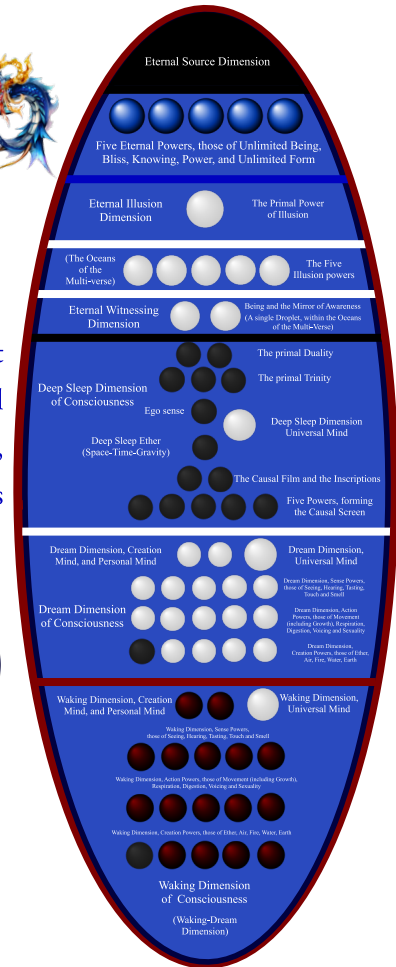 Eternal Source Dimension
Five Eternal Powers, those of Unlimited Being,
Bliss, Knowing, Power, and Unlimited Form
Eternal Illusion
Dimension
The Primal Power
of Illusion
(The Oceans
of the
Multi-verse)
The Five
Illusion powers
Eternal Witnessing
Dimension
Being and the Mirror of Awareness
(A single Droplet, within the Oceans
of the Multi-Verse)
t
The primal Duality
Deep Sleep Dimension
of Consciousness
The primal Trinity
l
Ego sense
Deep Sleep Dimension
Universal Mind
Deep Sleep Ether
(Space-Time-Gravity)
,
The Causal Film and the Inscriptions
s
Five Powers, forming
the Causal Screen
Dream Dimension, Creation
Mind, and Personal Mind
Dream Dimension,
Universal Mind
Dream Dimension, Sense Powers,
those of Seeing, Hearing, Tasting,
Touch and Smell
Dream Dimension
of Consciousness
Dream Dimension, Action
Powers, those of Movement
(including Growth), Respiration,
Digestion, Voicing and Sexuality
Dream Dimension,
Creation Powers, those of Ether,
Air, Fire, Water, Earth
)
Waking Dimension, Creation
Mind, and Personal Mind
Waking Dimension,
Universal Mind
Waking Dimension, Sense Powers,
those of Seeing, Hearing, Tasting, Touch and Smell
Waking Dimension, Action Powers, those of Movement (including Growth),
Respiration, Digestion, Voicing and Sexuality
Waking Dimension, Creation Powers, those of Ether, Air, Fire, Water, Earth
Waking Dimension
of Consciousness
(Waking-Dream
Dimension)